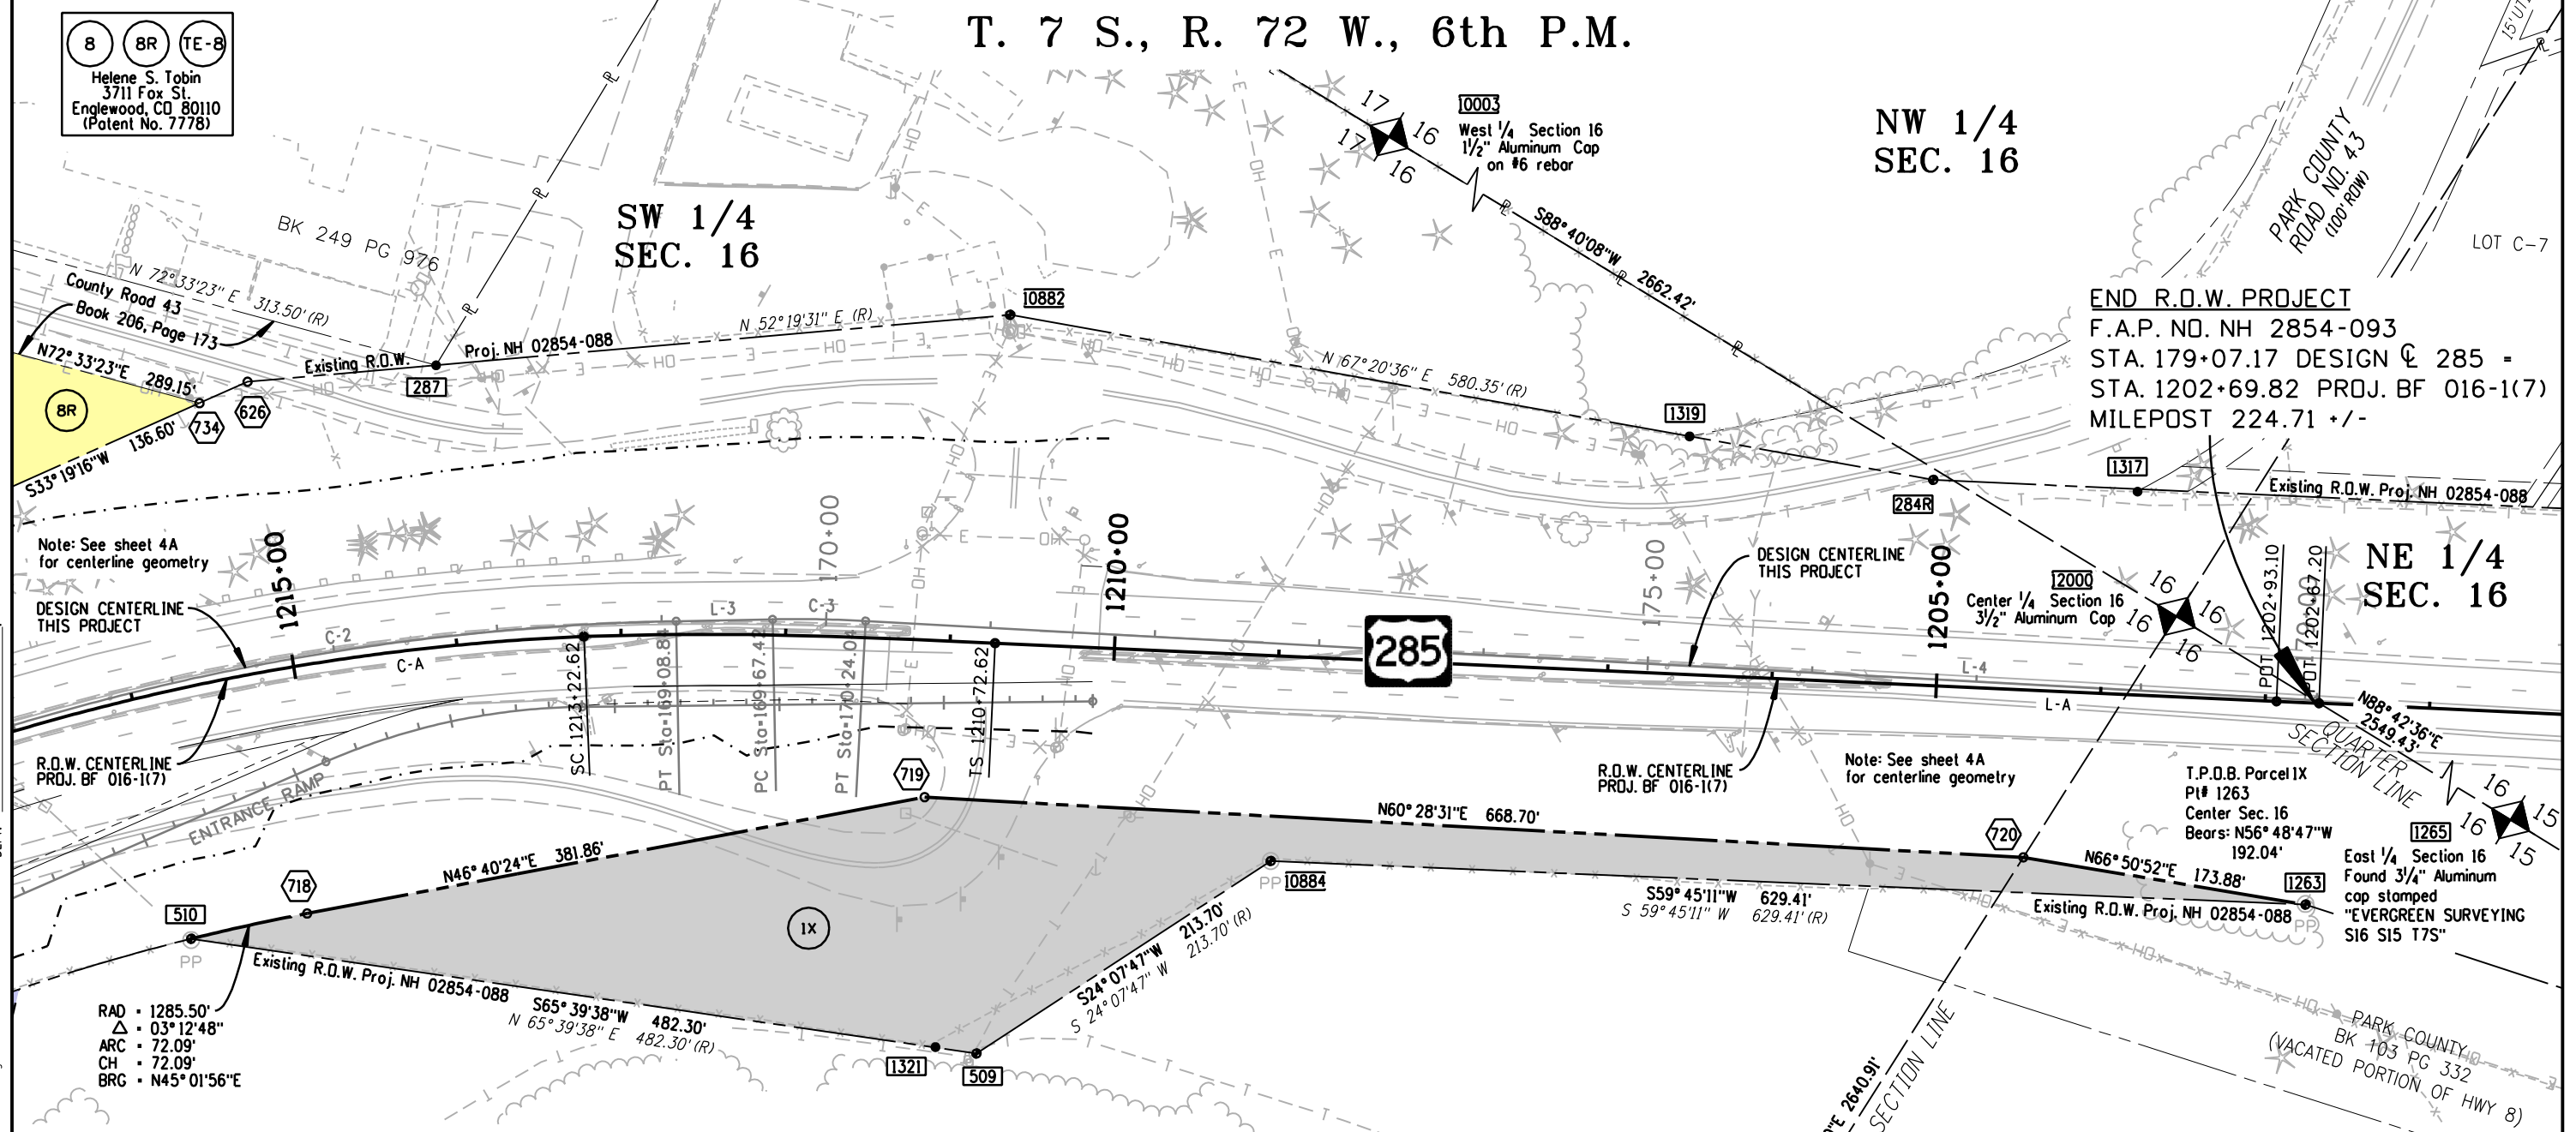 T. 7 S., R. 72 W., 6th P.M.
8 8R TE-8
Helene S. Tobin
3711 Fox St.
Englewood, CO 80110
(Patent No. 7778)
10003
West 1/4 Section 16
1 1/2" Aluminum Cap
on #6 rebar
17 16
17 16
NW 1/4
SEC. 16
PARK COUNTY
ROAD NO. 43
(100' ROW)
LOT C-7
SW 1/4
SEC. 16
BK 249 PG 976
N 72°33'23" E 313.50' (R)
County Road 43
Book 206, Page 173
N72°33'23"E 289.15'
8R
S33°19'16"W 136.60'
734
626
Existing R.O.W.
287
Proj. NH 02854-088
N 52°19'31" E (R)
10882
N 67°20'36" E 580.35' (R)
S88°40'08"W 2662.42'
1319
284R
1317
Existing R.O.W. Proj. NH 02854-088
END R.O.W. PROJECT
F.A.P. NO. NH 2854-093
STA. 179+07.17 DESIGN ℄ 285 =
STA. 1202+69.82 PROJ. BF 016-1(7)
MILEPOST 224.71 +/-
NE 1/4
SEC. 16
Note: See sheet 4A
for centerline geometry
DESIGN CENTERLINE
THIS PROJECT
1215+00
C-2
C-A
R.O.W. CENTERLINE
PROJ. BF 016-1(7)
ENTRANCE RAMP
170+00
L-3
C-3
SC 1213+22.62
PT Sta=169+08.84
PC Sta=169+67.42
PT Sta=170+24.04
TS 1210+72.62
1210+00
285
175+00
DESIGN CENTERLINE
THIS PROJECT
1205+00
L-4
L-A
12000
Center 1/4 Section 16
3 1/2" Aluminum Cap
16 16
16 16
POT 1202+93.10
POT 1202+67.20
N88°42'36"E
2549.43'
QUARTER
SECTION LINE
R.O.W. CENTERLINE
PROJ. BF 016-1(7)
Note: See sheet 4A
for centerline geometry
T.P.O.B. Parcel 1X
Pt# 1263
Center Sec. 16
Bears: N56°48'47"W
192.04'
16 15
16 15
1265
East 1/4 Section 16
Found 3 1/4" Aluminum
cap stamped
"EVERGREEN SURVEYING
S16 S15 T7S"
719
N60°28'31"E 668.70'
720
N66°50'52"E 173.88'
1263
PP
718
N46°40'24"E 381.86'
510
PP
1X
PP 10884
S59°45'11"W 629.41'
S 59°45'11" W 629.41' (R)
Existing R.O.W. Proj. NH 02854-088
S24°07'47"W 213.70'
S 24°07'47" W 213.70' (R)
Existing R.O.W. Proj. NH 02854-088
S65°39'38"W 482.30'
N 65°39'38" E 482.30' (R)
1321
509
RAD = 1285.50'
Δ = 03°12'48"
ARC = 72.09'
CH = 72.09'
BRG = N45°01'56"E
2640.91'
SECTION LINE
PARK COUNTY
BK 103 PG 332
(VACATED PORTION OF HWY 8)